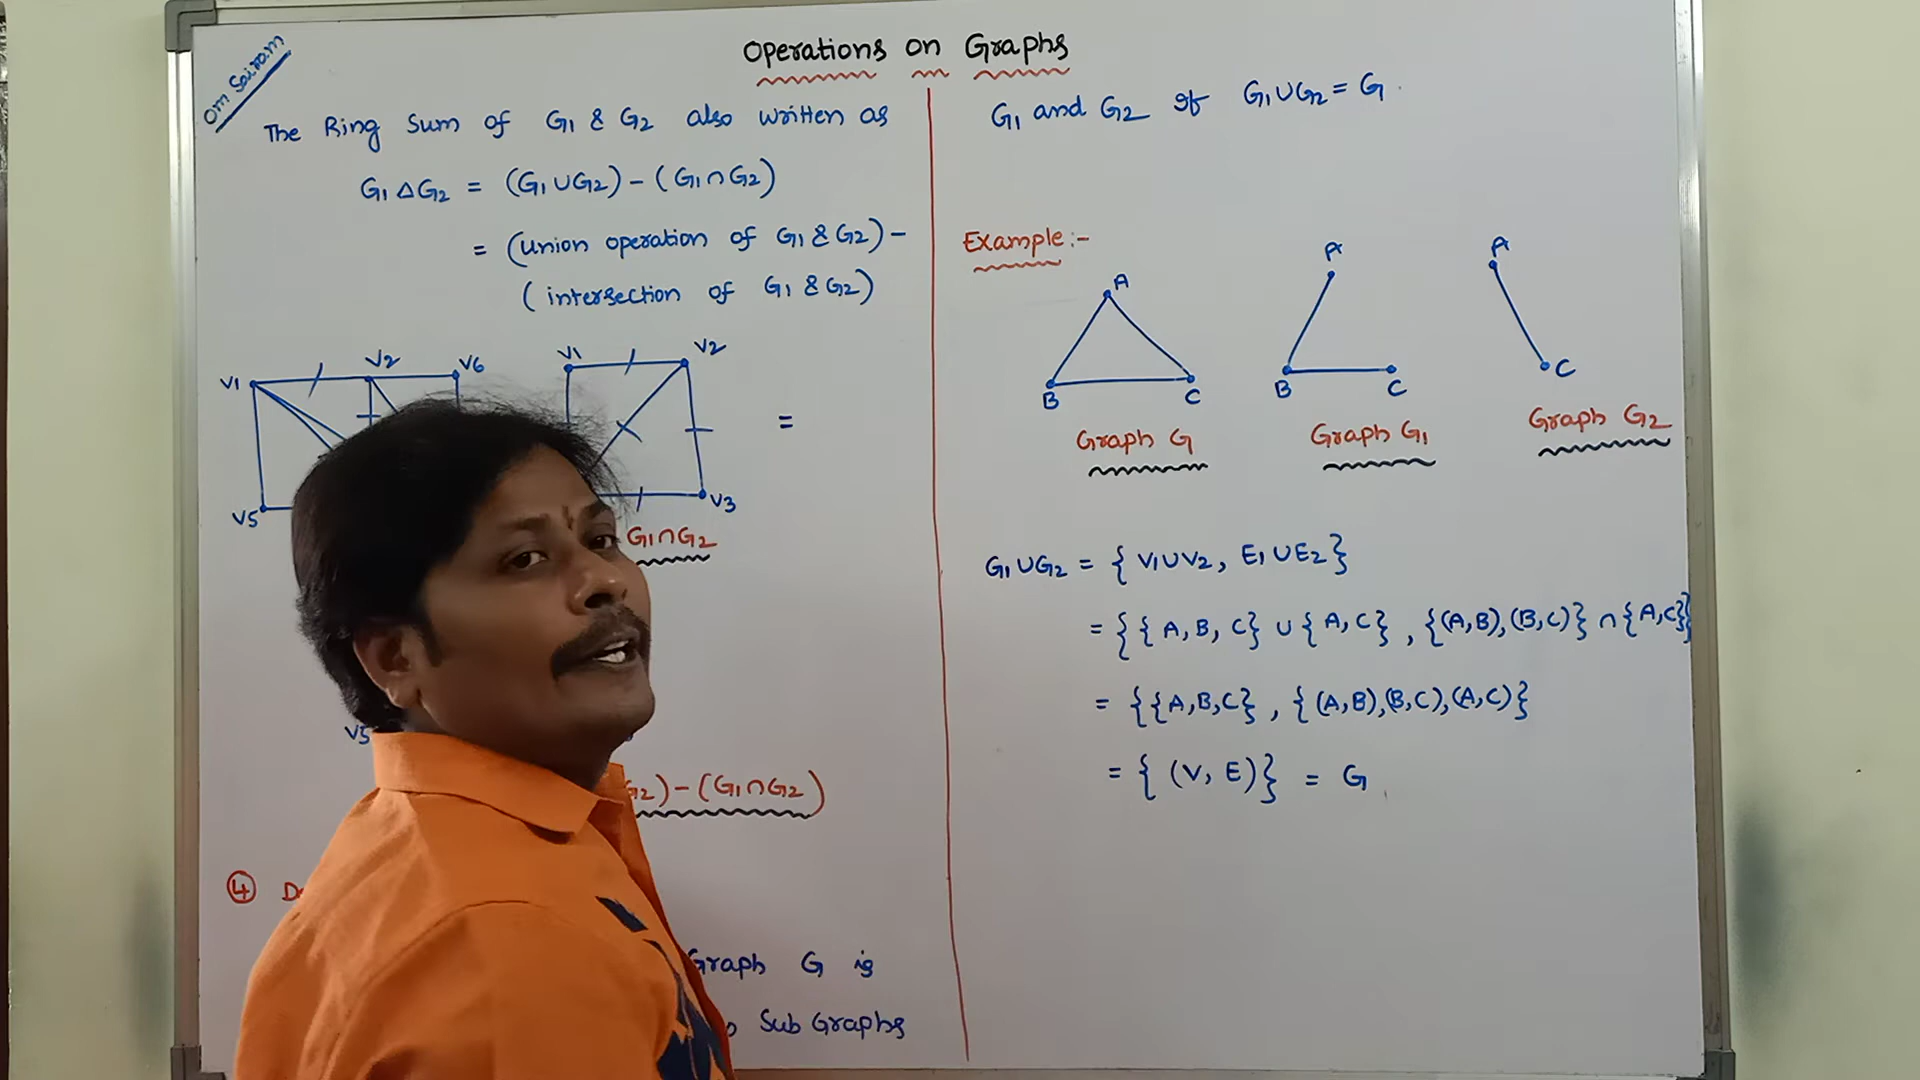 Om Sairam
Operations on Graphs
The Ring Sum of G1 & G2 also written as
G1 Δ G2 = (G1 ∪ G2) - (G1 ∩ G2)
= (union operation of G1 & G2) -
(intersection of G1 & G2)
V1 V2 V6
V5
V1 V2
V3
=
G1 ∩ G2
V5
G2) - (G1 ∩ G2)
④
Graph G is
Sub Graphs
G1 and G2 if G1 ∪ G2 = G.
Example:-
A
B C
Graph G
A
B C
Graph G1
A
C
Graph G2
G1 ∪ G2 = { V1 ∪ V2, E1 ∪ E2 }
= { { A, B, C} ∪ { A, C} , {(A,B),(B,C)} ∩ {A,C}}
= {{A,B,C} , {(A,B),(B,C),(A,C)}
= { (V, E)} = G